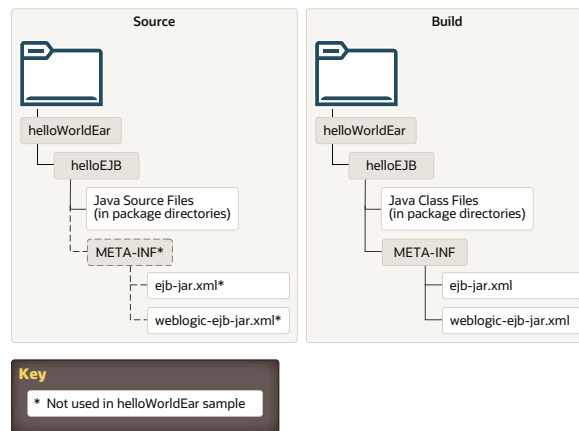 Source
helloWorldEar
helloEJB
Java Source Files
(in package directories)
META-INF*
ejb-jar.xml*
weblogic-ejb-jar.xml*
Build
helloWorldEar
helloEJB
Java Class Files
(in package directories)
META-INF
ejb-jar.xml
weblogic-ejb-jar.xml
Key
* Not used in helloWorldEar sample